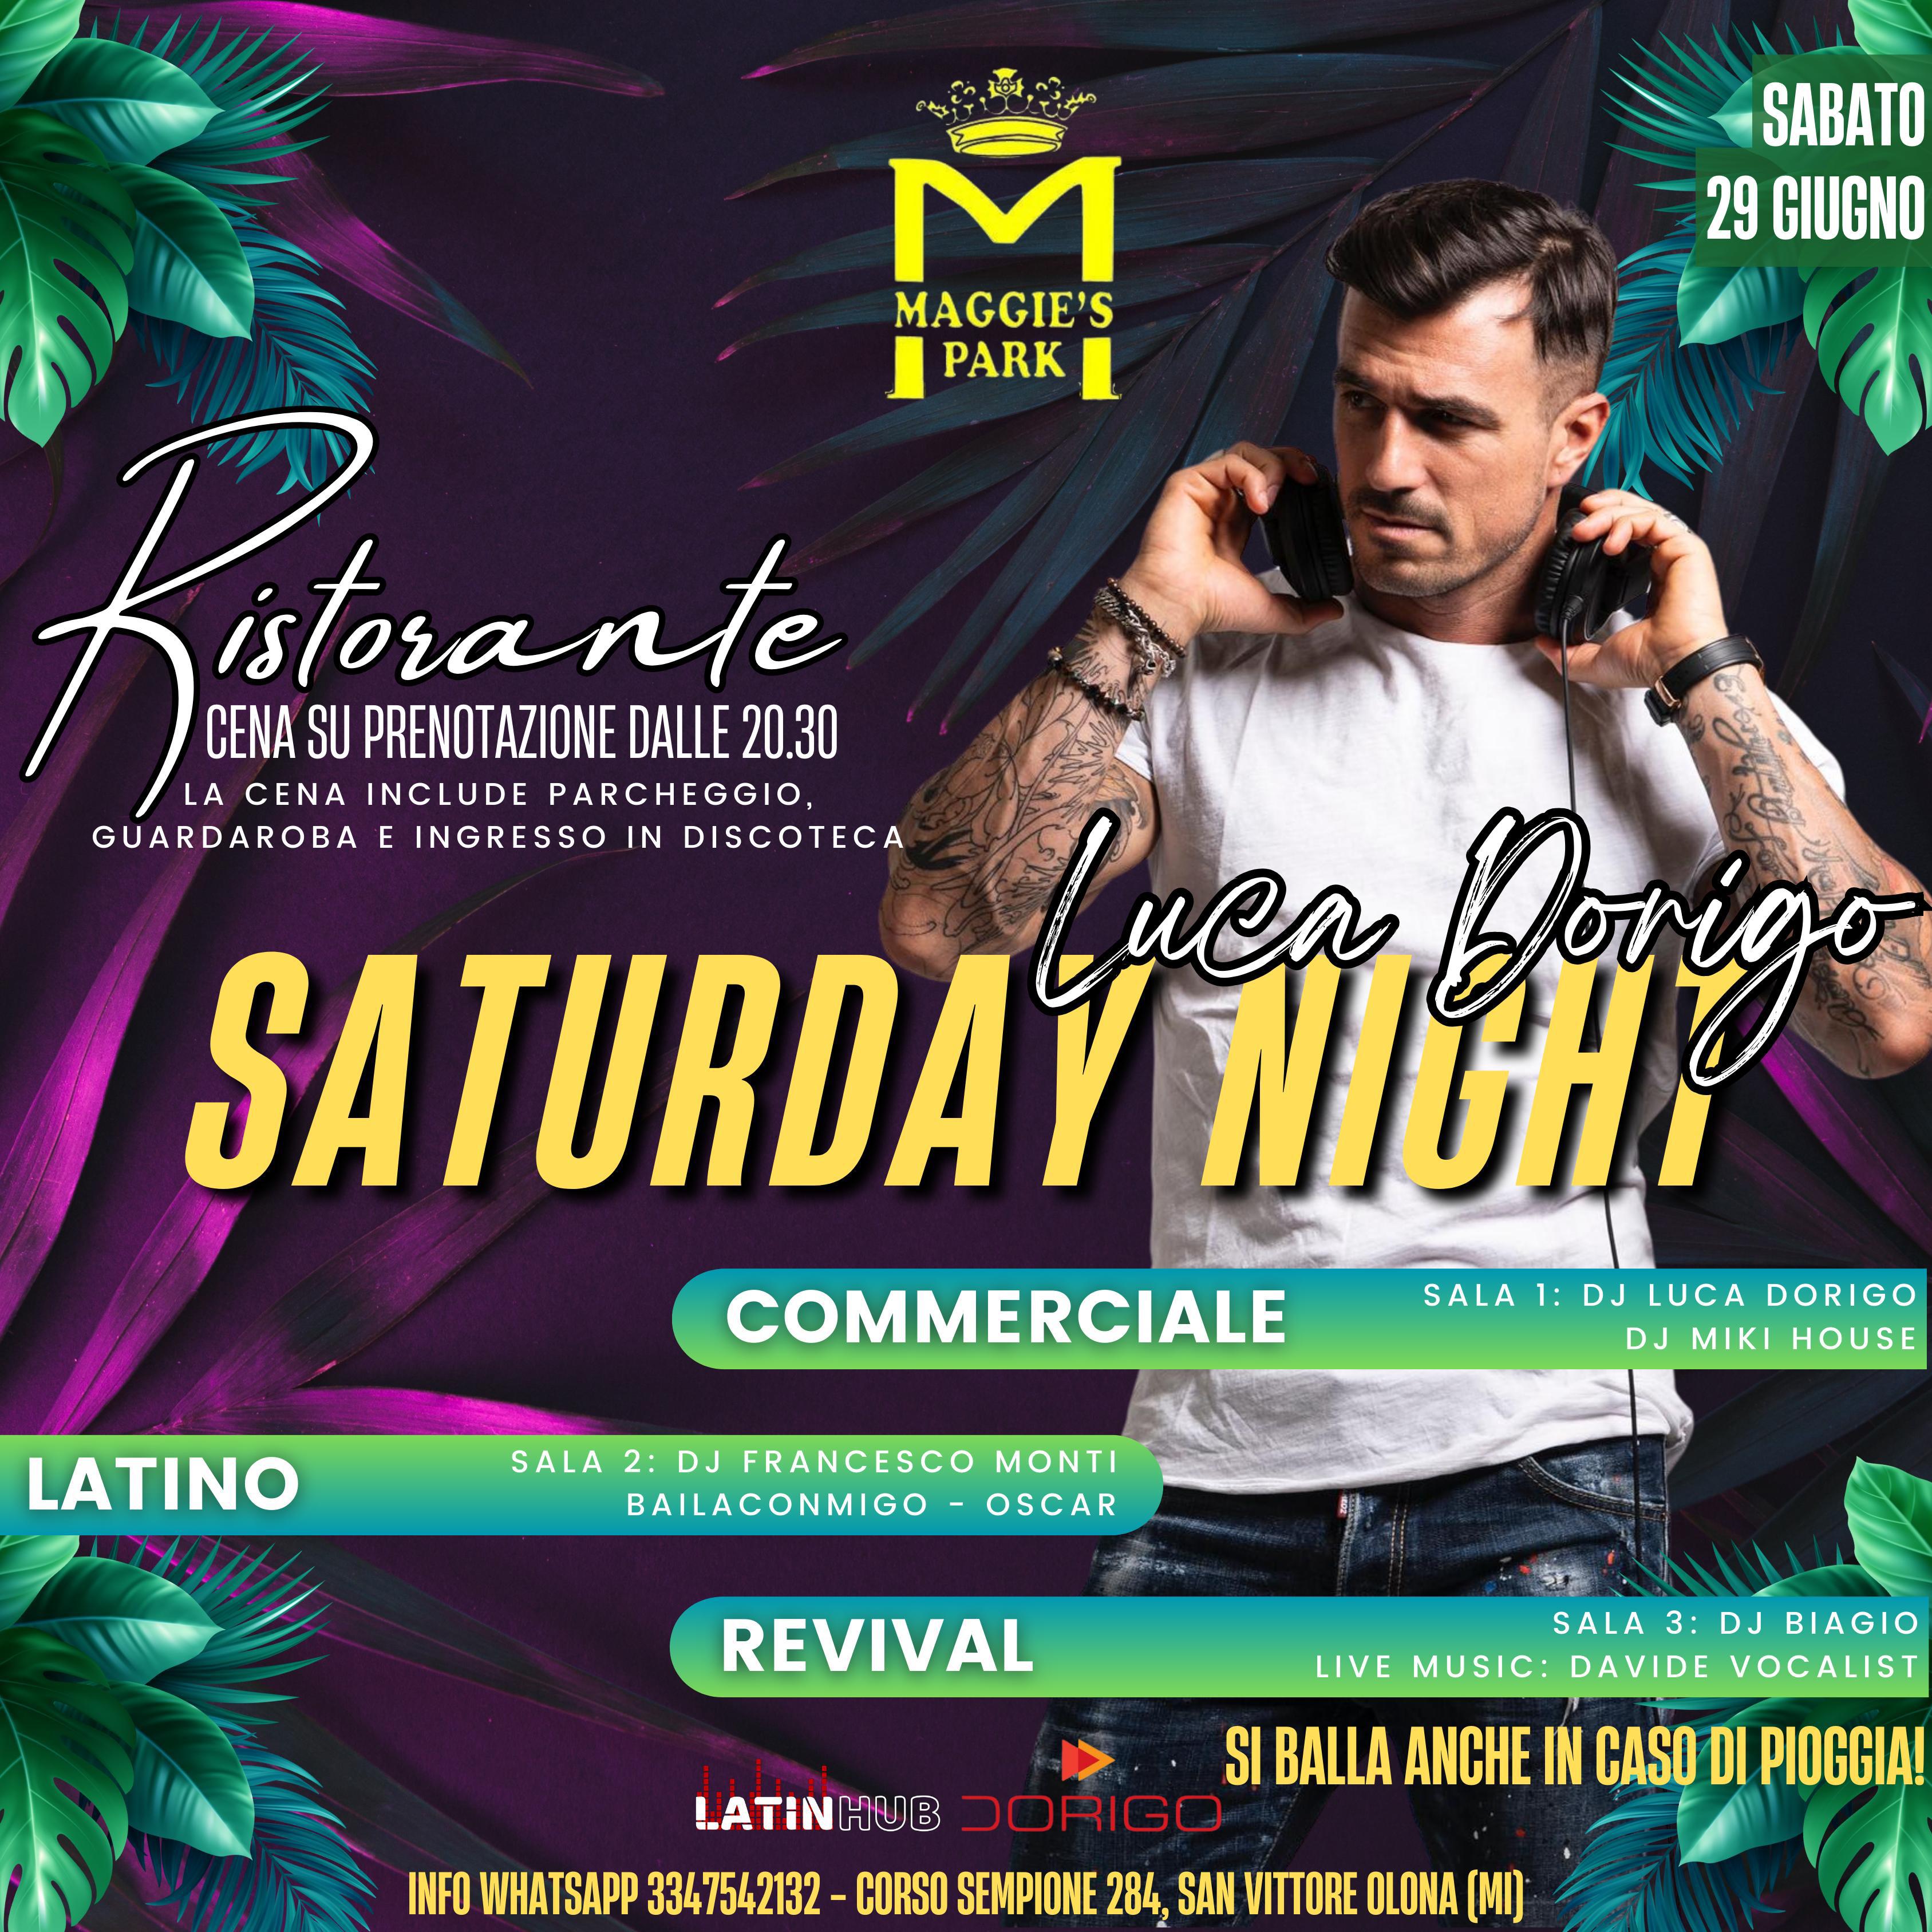 SABATO
29 GIUGNO
M
MAGGIE'S
PARK
Ristorante
CENA SU PRENOTAZIONE DALLE 20.30
LA CENA INCLUDE PARCHEGGIO,
GUARDAROBA E INGRESSO IN DISCOTECA
Luca Dorigo
SATURDAY NIGHT
COMMERCIALE
SALA 1: DJ LUCA DORIGO
DJ MIKI HOUSE
LATINO
SALA 2: DJ FRANCESCO MONTI
BAILACONMIGO - OSCAR
REVIVAL
SALA 3: DJ BIAGIO
LIVE MUSIC: DAVIDE VOCALIST
SI BALLA ANCHE IN CASO DI PIOGGIA!
LATINHUB
DORIGO
INFO WHATSAPP 3347542132 - CORSO SEMPIONE 284, SAN VITTORE OLONA (MI)